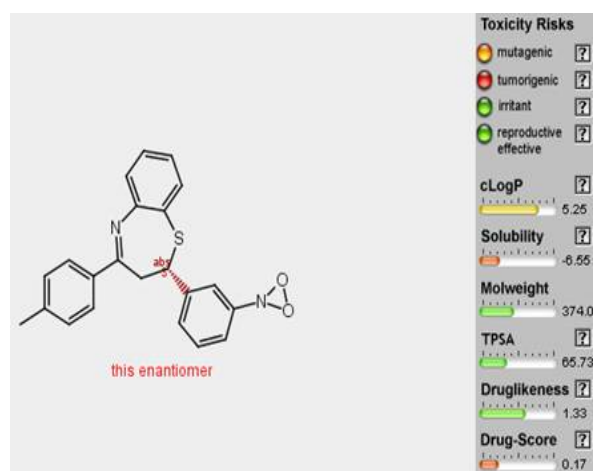 Toxicity Risks
mutagenic ?
tumorigenic ?
irritant ?
reproductive effective ?
cLogP ?
5.25
Solubility ?
-6.55
Molweight ?
374.0
TPSA ?
65.73
Druglikeness ?
1.33
Drug-Score ?
0.17
N
S
abs
S
N
O
O
this enantiomer